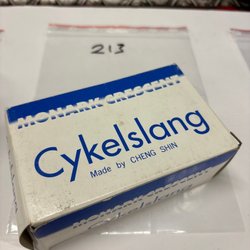 213
MONARK CRESCENT
Cykelslang
Made by CHENG SHIN